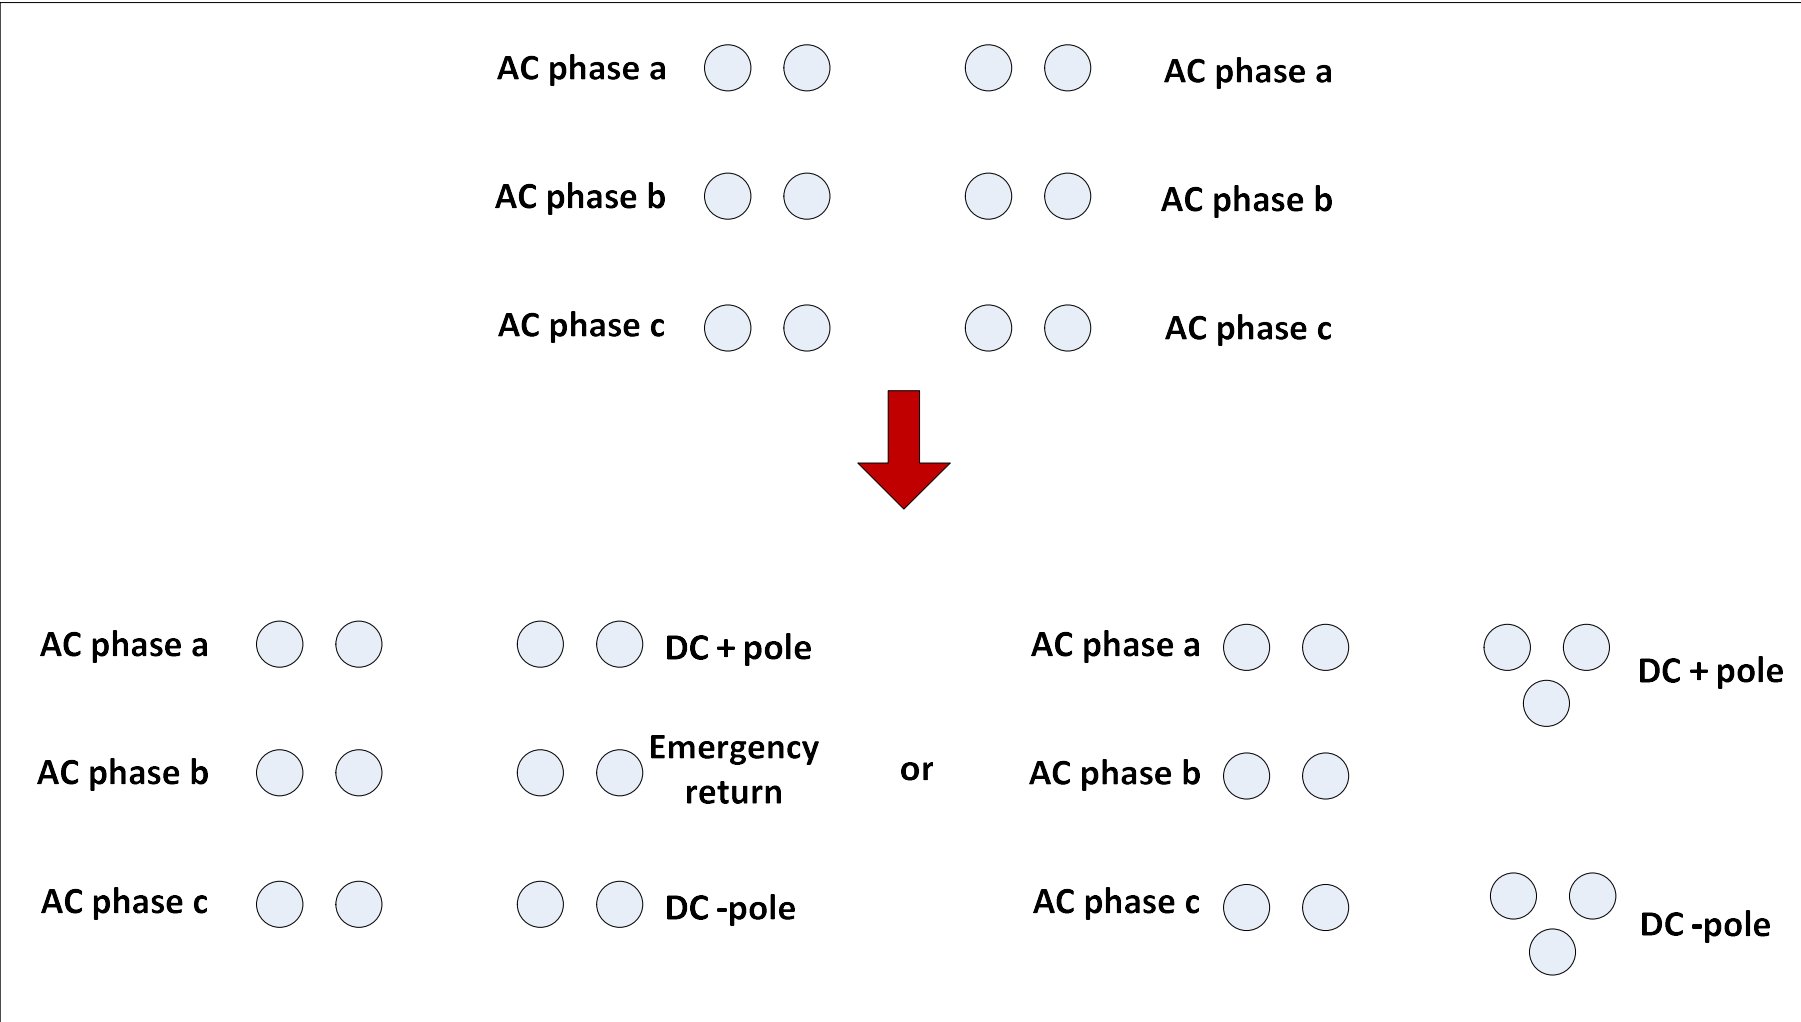 AC phase a
AC phase a
AC phase b
AC phase b
AC phase c
AC phase c
AC phase a
DC + pole
AC phase b
Emergency
return
AC phase c
DC -pole
or
AC phase a
DC + pole
AC phase b
AC phase c
DC -pole